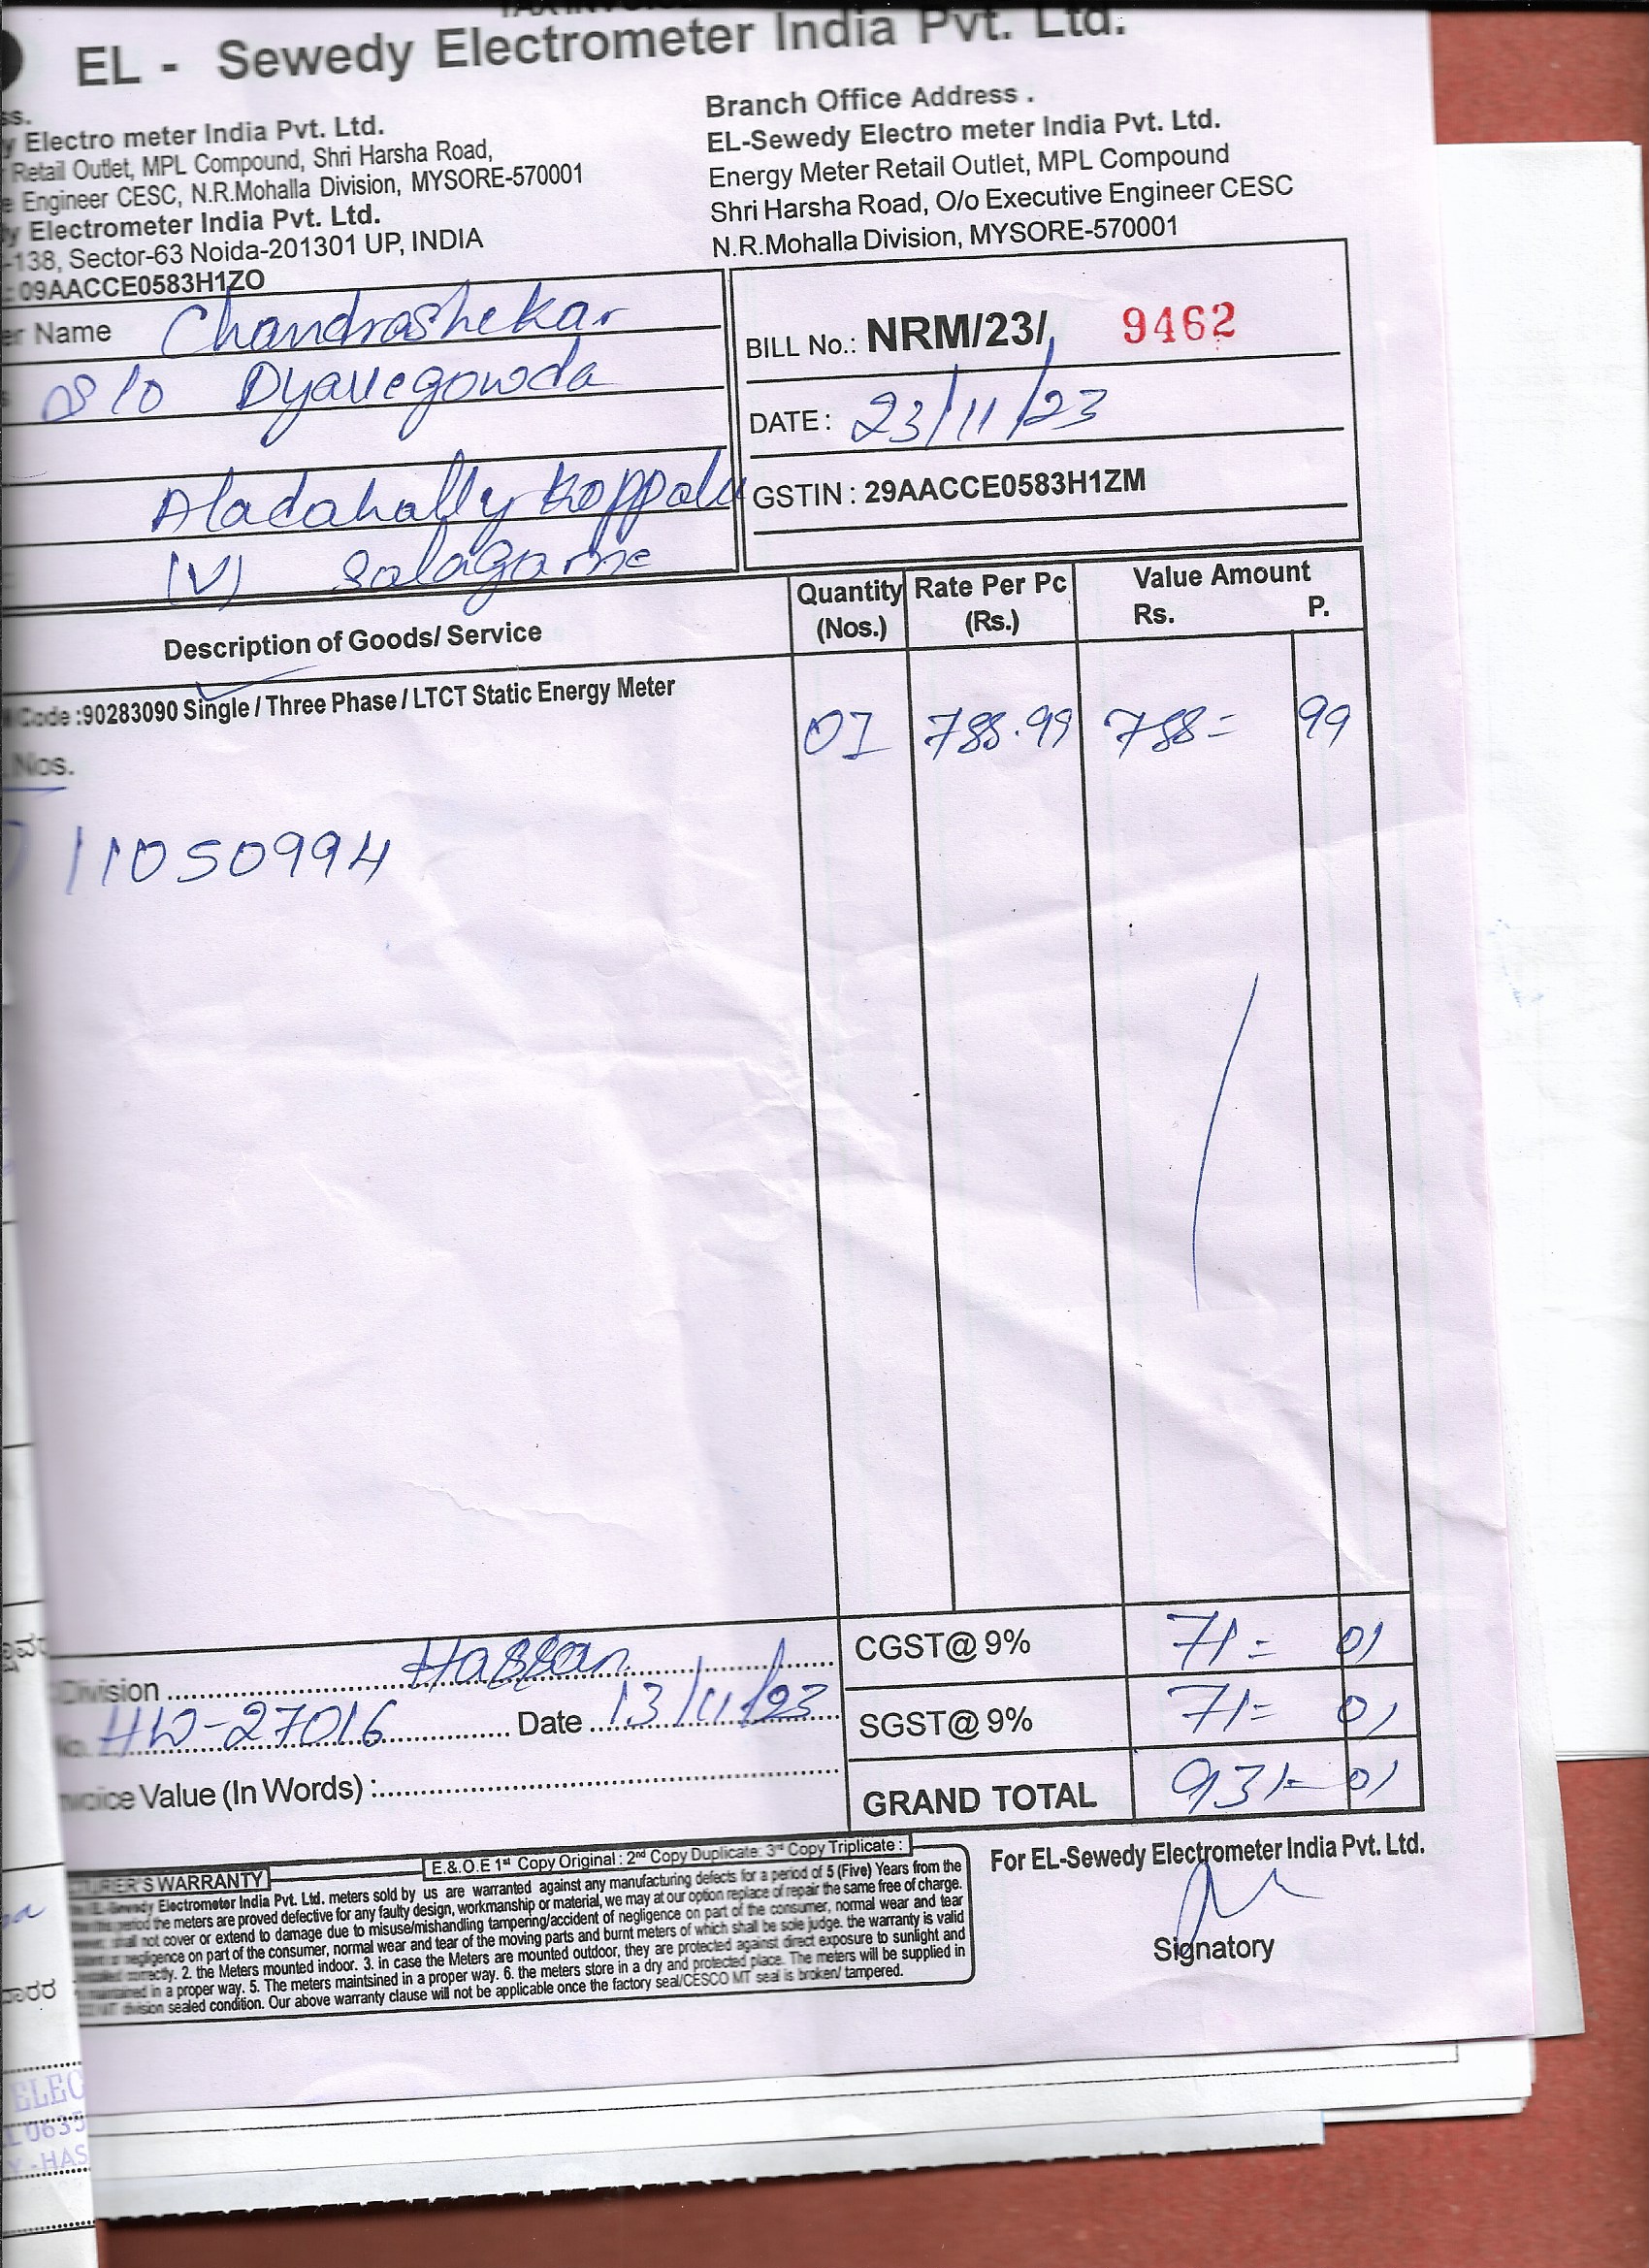 EL - Sewedy Electrometer India Pvt. Ltd.
Electro meter India Pvt. Ltd.
Retail Outlet, MPL Compound, Shri Harsha Road,
Engineer CESC, N.R.Mohalla Division, MYSORE-570001
Electrometer India Pvt. Ltd.
-138, Sector-63 Noida-201301 UP, INDIA
: 09AACCE0583H1ZO
Branch Office Address .
EL-Sewedy Electro meter India Pvt. Ltd.
Energy Meter Retail Outlet, MPL Compound
Shri Harsha Road, O/o Executive Engineer CESC
N.R.Mohalla Division, MYSORE-570001
Name Chandrashekar
S/o Dyavegowda
Aladahally Koppalu
(V) Salagame
BILL No.: NRM/23/ 9462
DATE : 23/11/23
GSTIN : 29AACCE0583H1ZM
Description of Goods/ Service Quantity (Nos.) Rate Per Pc (Rs.) Value Amount Rs. P.
Code :90283090 Single / Three Phase / LTCT Static Energy Meter
01 788.99 788= 99
Nos.
11050994
CGST@ 9% 71= 01
SGST@ 9% 71= 01
GRAND TOTAL 931= 01
Division Hassan
No. HW-27016 Date 13/11/23
Value (In Words) :
E.&.O.E 1st Copy Original : 2nd Copy Duplicate: 3rd Copy Triplicate :
WARRANTY
Electrometer India Pvt. Ltd. meters sold by us are warranted against any manufacturing defects for a period of 5 (Five) Years from the
period the meters are proved defective for any faulty design, workmanship or material, we may at our option replace of repair the same free of charge.
shall not cover or extend to damage due to misuse/mishandling tampering/accident of negligence on part of the consumer, normal wear and tear
negligence on part of the consumer, normal wear and tear of the moving parts and burnt meters of which shall be sole judge. the warranty is valid
correctly. 2. the Meters mounted indoor. 3. in case the Meters are mounted outdoor, they are protected against direct exposure to sunlight and
maintained in a proper way. 5. The meters maintsined in a proper way. 6. the meters store in a dry and protected place. The meters will be supplied in
division sealed condition. Our above warranty clause will not be applicable once the factory seal/CESCO MT seal is broken/ tampered.
For EL-Sewedy Electrometer India Pvt. Ltd.
Signatory